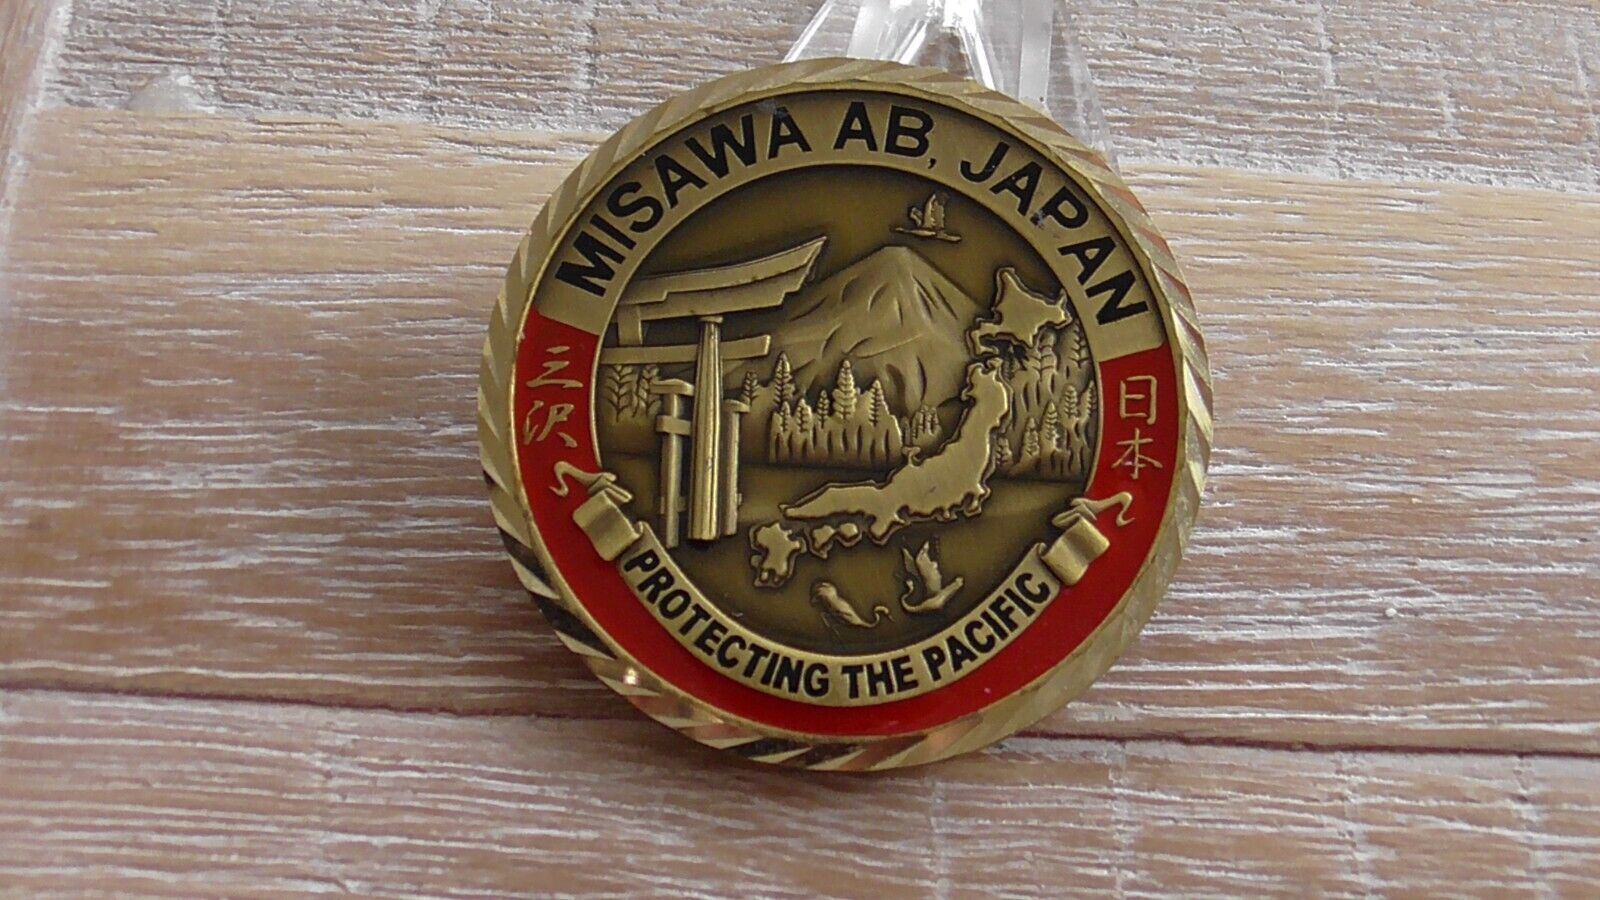 MISAWA AB, JAPAN
三沢
日本
PROTECTING THE PACIFIC